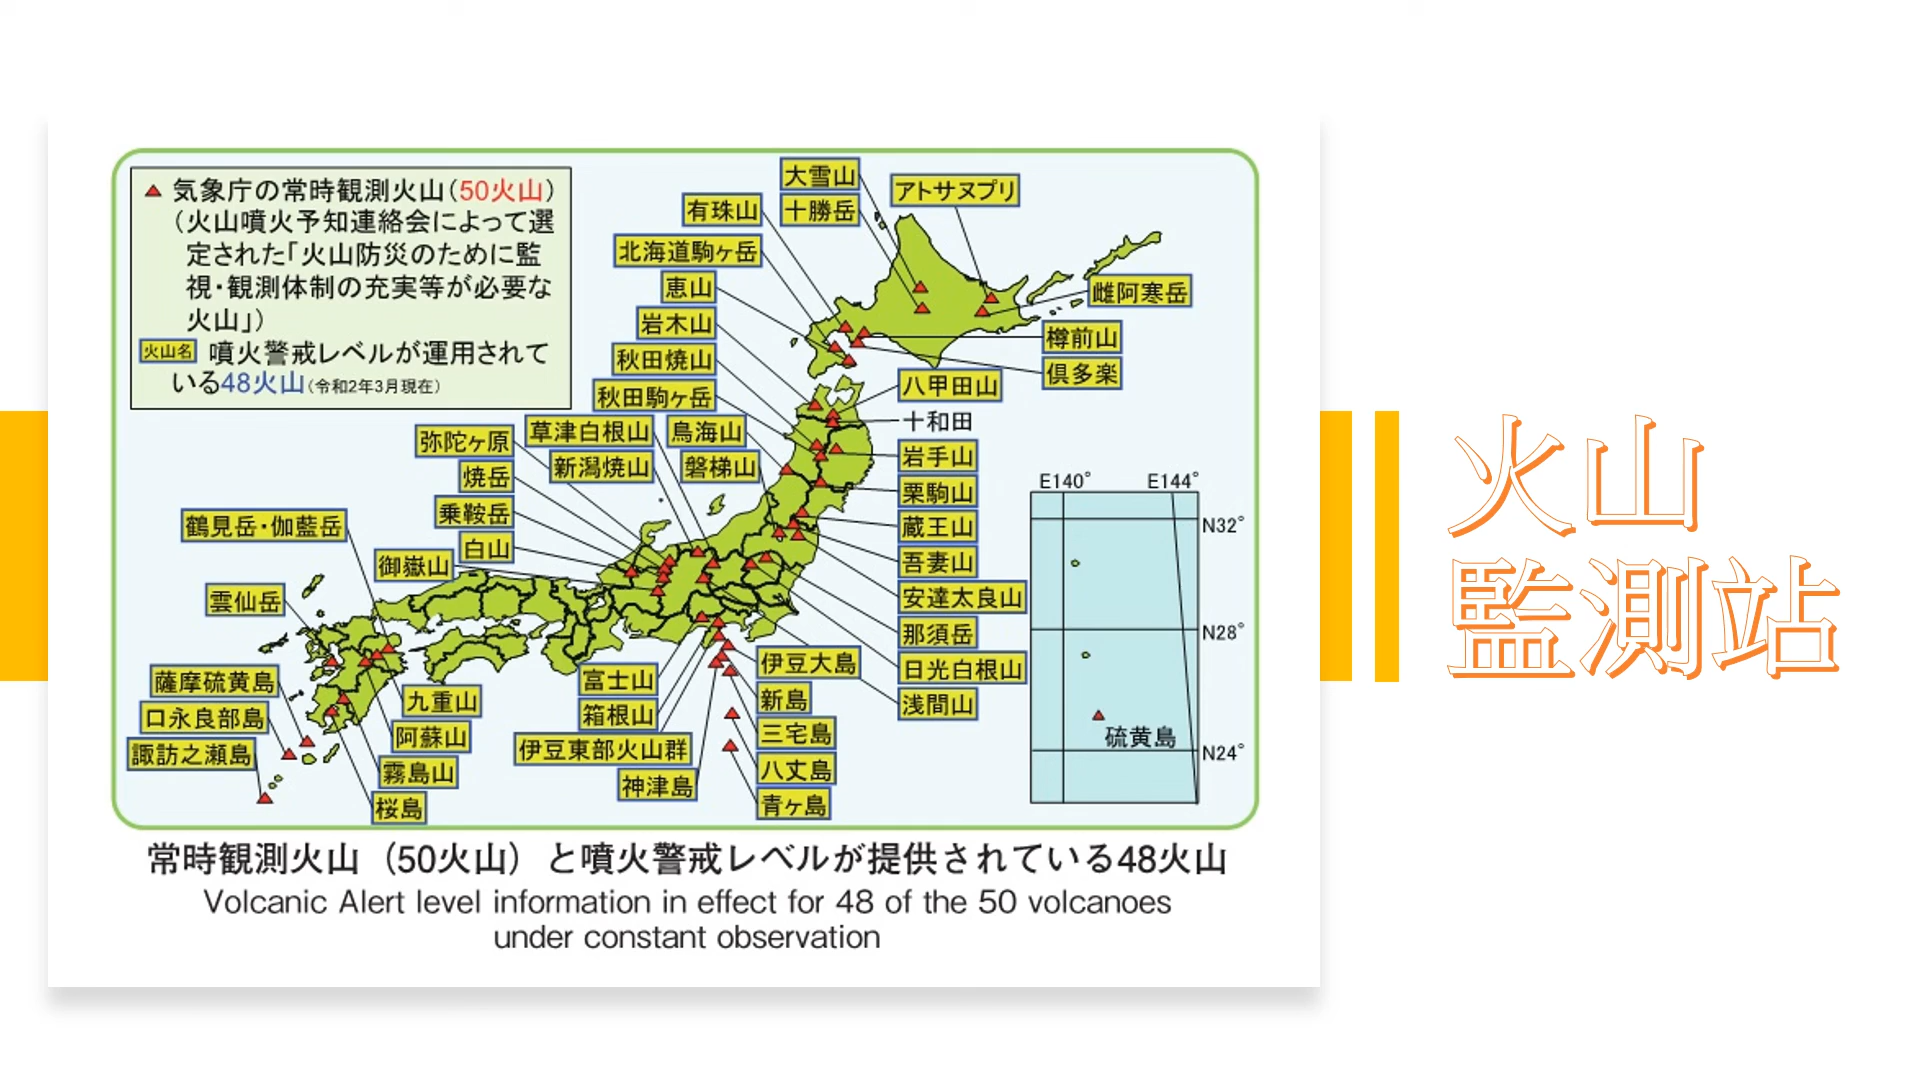 ▲ 気象庁の常時観測火山(50火山)
(火山噴火予知連絡会によって選
定された「火山防災のために監
視・観測体制の充実等が必要な
火山」)
火山名 噴火警戒レベルが運用されて
いる48火山(令和2年3月現在)
大雪山
アトサヌプリ
有珠山
十勝岳
北海道駒ヶ岳
恵山
雌阿寒岳
岩木山
樽前山
秋田焼山
倶多楽
秋田駒ヶ岳
八甲田山
十和田
弥陀ヶ原
草津白根山
鳥海山
岩手山
焼岳
新潟焼山
磐梯山
栗駒山
乗鞍岳
蔵王山
鶴見岳・伽藍岳
白山
吾妻山
御嶽山
安達太良山
雲仙岳
那須岳
伊豆大島
日光白根山
薩摩硫黄島
富士山
九重山
新島
浅間山
口永良部島
箱根山
阿蘇山
三宅島
諏訪之瀬島
伊豆東部火山群
霧島山
八丈島
神津島
桜島
青ヶ島
E140° E144°
N32°
N28°
硫黄島
N24°
常時観測火山(50火山)と噴火警戒レベルが提供されている48火山
Volcanic Alert level information in effect for 48 of the 50 volcanoes
under constant observation
火山
監測站